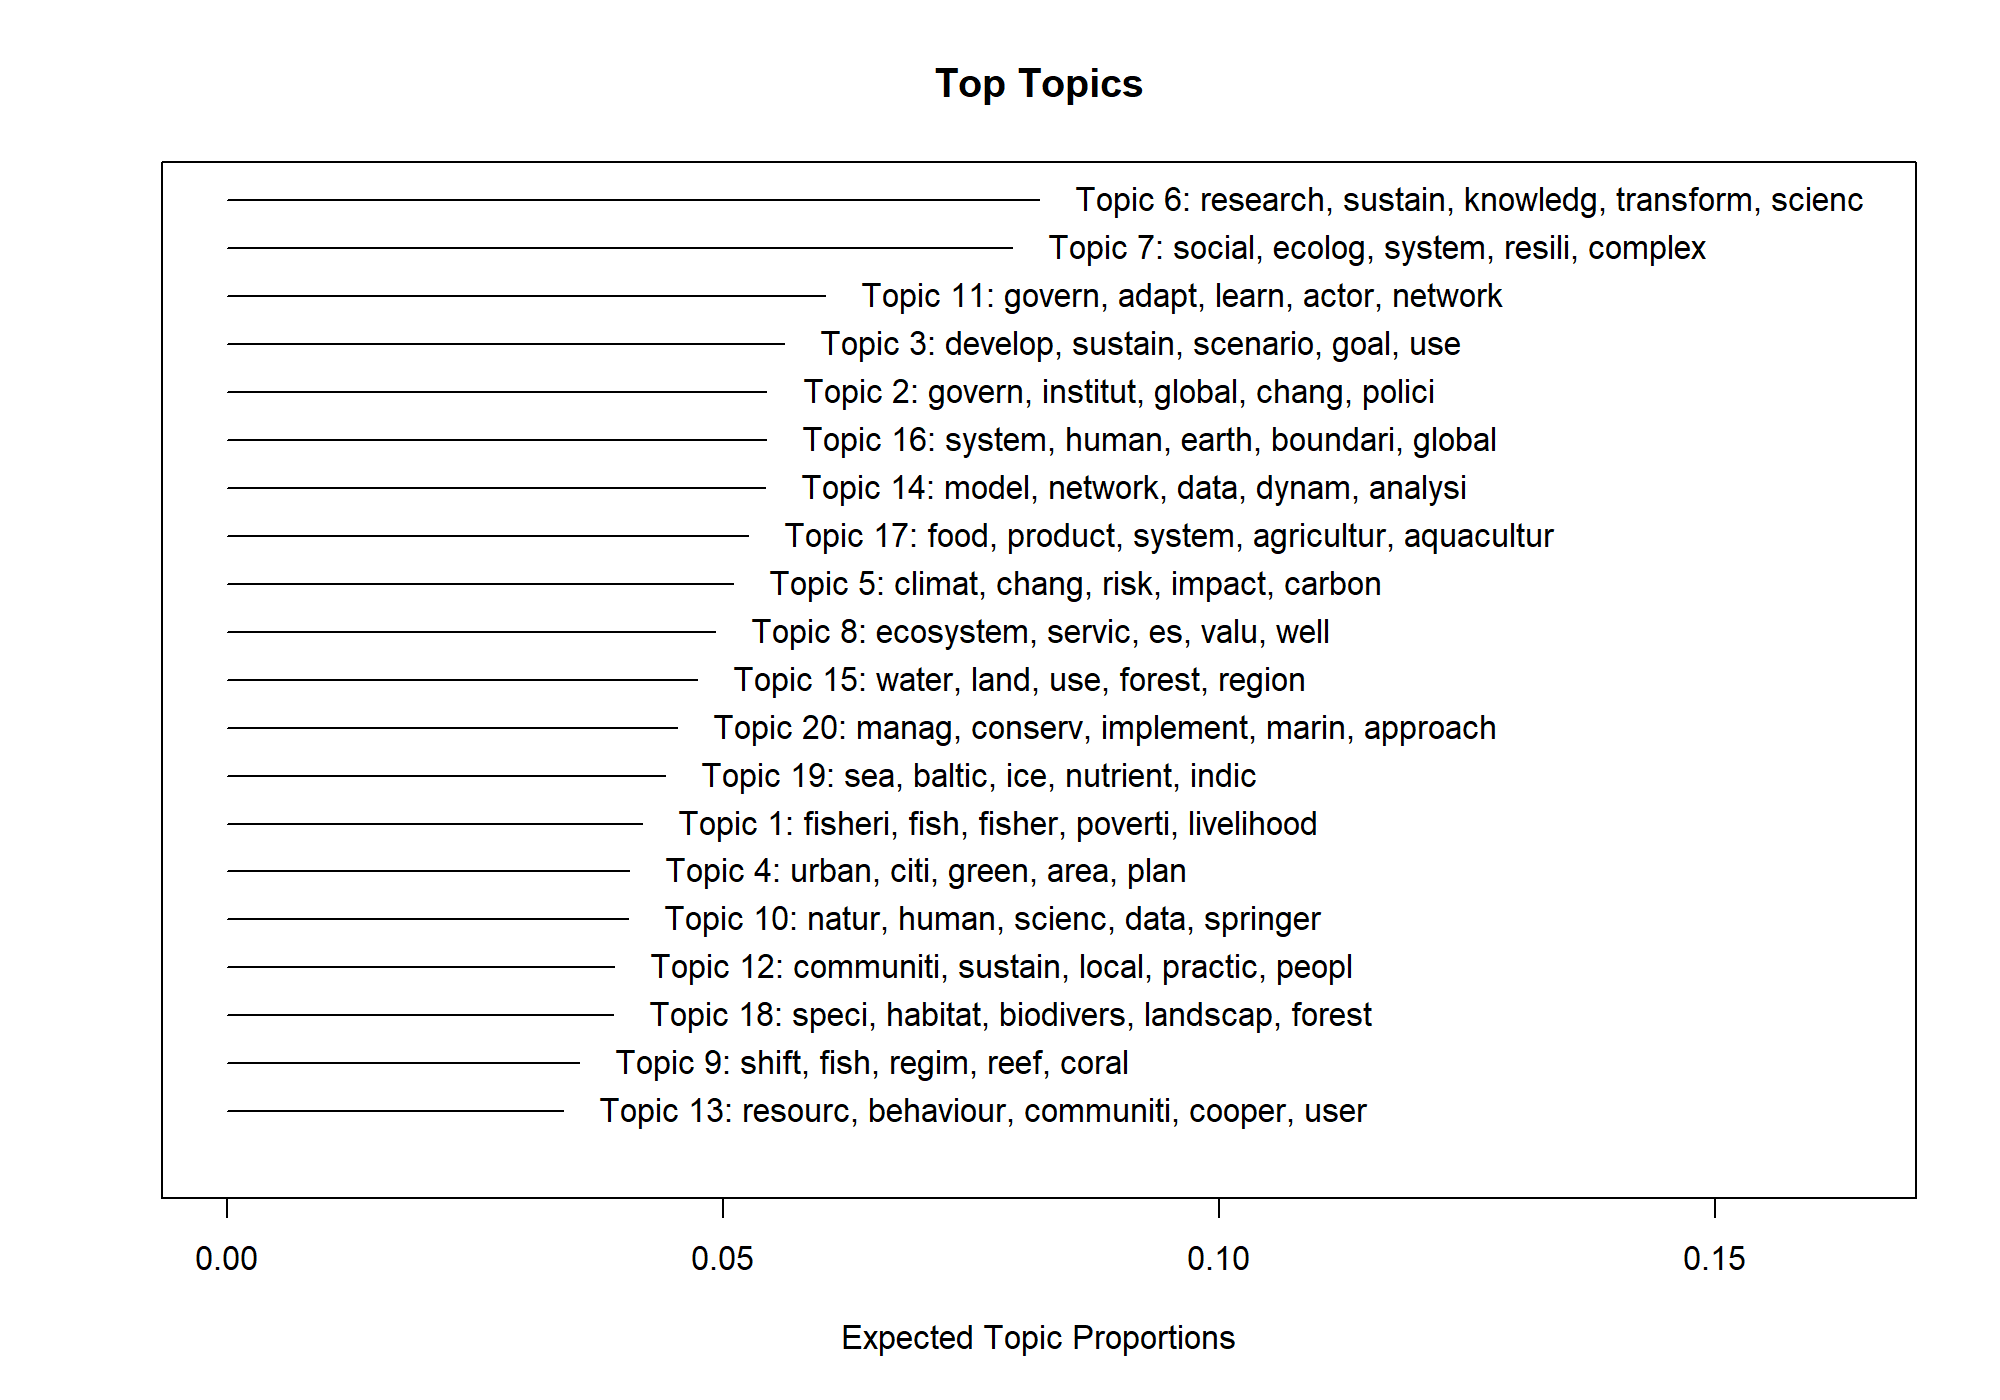 Top Topics
Topic 6: research, sustain, knowledg, transform, scienc
Topic 7: social, ecolog, system, resili, complex
Topic 11: govern, adapt, learn, actor, network
Topic 3: develop, sustain, scenario, goal, use
Topic 2: govern, institut, global, chang, polici
Topic 16: system, human, earth, boundari, global
Topic 14: model, network, data, dynam, analysi
Topic 17: food, product, system, agricultur, aquacultur
Topic 5: climat, chang, risk, impact, carbon
Topic 8: ecosystem, servic, es, valu, well
Topic 15: water, land, use, forest, region
Topic 20: manag, conserv, implement, marin, approach
Topic 19: sea, baltic, ice, nutrient, indic
Topic 1: fisheri, fish, fisher, poverti, livelihood
Topic 4: urban, citi, green, area, plan
Topic 10: natur, human, scienc, data, springer
Topic 12: communiti, sustain, local, practic, peopl
Topic 18: speci, habitat, biodivers, landscap, forest
Topic 9: shift, fish, regim, reef, coral
Topic 13: resourc, behaviour, communiti, cooper, user
0.00 0.05 0.10 0.15
Expected Topic Proportions